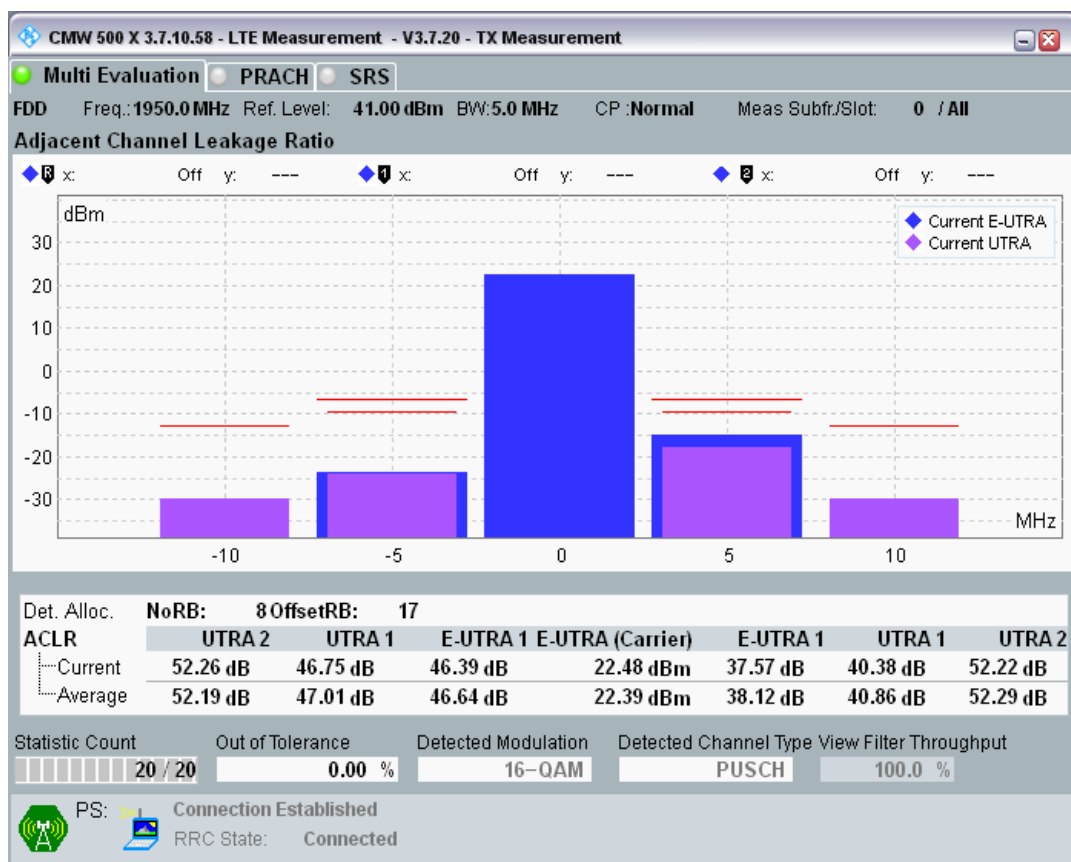 CMW 500 X 3.7.10.58 - LTE Measurement - V3.7.20 - TX Measurement
Multi Evaluation PRACH SRS
FDD Freq.: 1950.0 MHz Ref. Level: 41.00 dBm BW: 5.0 MHz CP :Normal Meas Subfr./Slot: 0 / All
Adjacent Channel Leakage Ratio
R x: Off y: --- 1 x: Off y: --- 2 x: Off y: ---
dBm
Current E-UTRA
Current UTRA
30
20
10
0
-10
-20
-30
MHz
-10 -5 0 5 10
Det. Alloc. NoRB: 8 OffsetRB: 17
ACLR UTRA 2 UTRA 1 E-UTRA 1 E-UTRA (Carrier) E-UTRA 1 UTRA 1 UTRA 2
Current 52.26 dB 46.75 dB 46.39 dB 22.48 dBm 37.57 dB 40.38 dB 52.22 dB
Average 52.19 dB 47.01 dB 46.64 dB 22.39 dBm 38.12 dB 40.86 dB 52.29 dB
Statistic Count Out of Tolerance Detected Modulation Detected Channel Type View Filter Throughput
20 / 20 0.00 % 16-QAM PUSCH 100.0 %
PS: Connection Established
RRC State: Connected